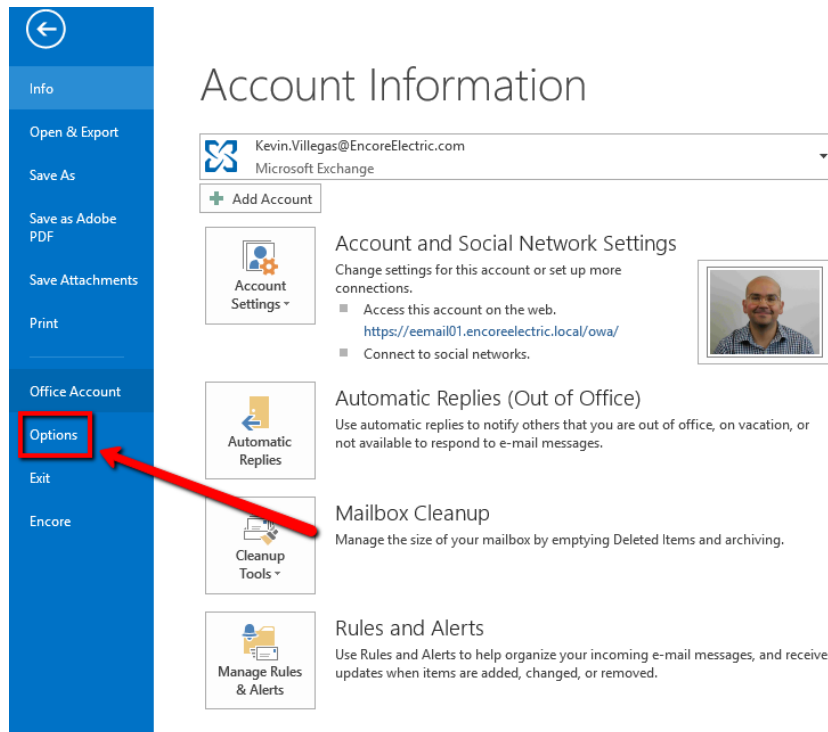 Info
Open & Export
Save As
Save as Adobe
PDF
Save Attachments
Print
Office Account
Options
Exit
Encore
Account Information
Kevin.Villegas@EncoreElectric.com
Microsoft Exchange
Add Account
Account
Settings
Account and Social Network Settings
Change settings for this account or set up more
connections.
Access this account on the web.
https://eemail01.encoreelectric.local/owa/
Connect to social networks.
Automatic
Replies
Automatic Replies (Out of Office)
Use automatic replies to notify others that you are out of office, on vacation, or
not available to respond to e-mail messages.
Cleanup
Tools
Mailbox Cleanup
Manage the size of your mailbox by emptying Deleted Items and archiving.
Manage Rules
& Alerts
Rules and Alerts
Use Rules and Alerts to help organize your incoming e-mail messages, and receive
updates when items are added, changed, or removed.